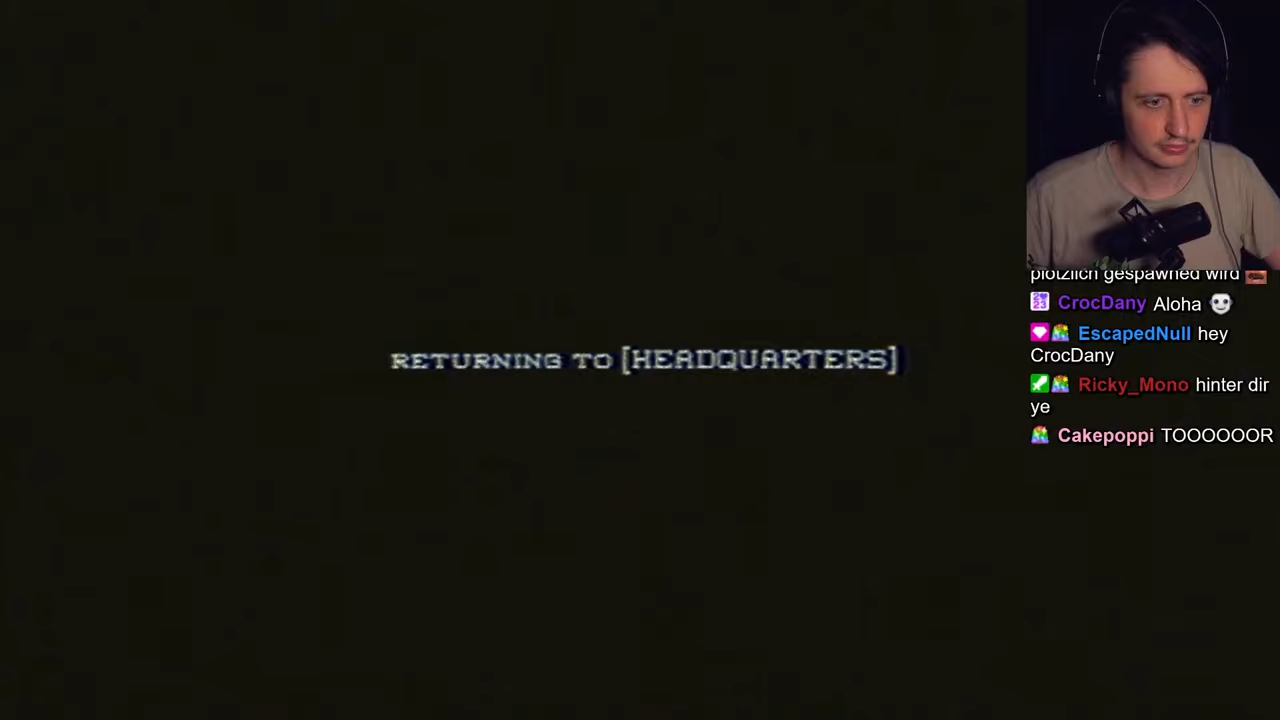 RETURNING TO [HEADQUARTERS]
plötzlich gespawned wird
CrocDany Aloha
EscapedNull hey
CrocDany
Ricky_Mono hinter dir
ye
Cakepoppi TOOOOOOR